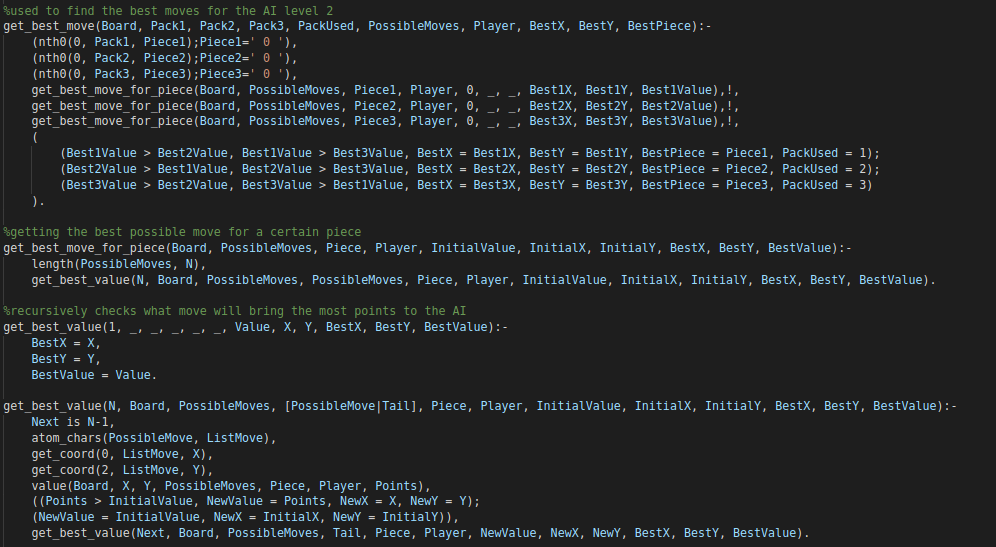 %used to find the best moves for the AI level 2
get_best_move(Board, Pack1, Pack2, Pack3, PackUsed, PossibleMoves, Player, BestX, BestY, BestPiece):-
    (nth0(0, Pack1, Piece1);Piece1=' 0 '),
    (nth0(0, Pack2, Piece2);Piece2=' 0 '),
    (nth0(0, Pack3, Piece3);Piece3=' 0 '),
    get_best_move_for_piece(Board, PossibleMoves, Piece1, Player, 0, _, _, Best1X, Best1Y, Best1Value),!,
    get_best_move_for_piece(Board, PossibleMoves, Piece2, Player, 0, _, _, Best2X, Best2Y, Best2Value),!,
    get_best_move_for_piece(Board, PossibleMoves, Piece3, Player, 0, _, _, Best3X, Best3Y, Best3Value),!,
    (
        (Best1Value > Best2Value, Best1Value > Best3Value, BestX = Best1X, BestY = Best1Y, BestPiece = Piece1, PackUsed = 1);
        (Best2Value > Best1Value, Best2Value > Best3Value, BestX = Best2X, BestY = Best2Y, BestPiece = Piece2, PackUsed = 2);
        (Best3Value > Best2Value, Best3Value > Best1Value, BestX = Best3X, BestY = Best3Y, BestPiece = Piece3, PackUsed = 3)
    ).

%getting the best possible move for a certain piece
get_best_move_for_piece(Board, PossibleMoves, Piece, Player, InitialValue, InitialX, InitialY, BestX, BestY, BestValue):-
    length(PossibleMoves, N),
    get_best_value(N, Board, PossibleMoves, PossibleMoves, Piece, Player, InitialValue, InitialX, InitialY, BestX, BestY, BestValue).

%recursively checks what move will bring the most points to the AI
get_best_value(1, _, _, _, _, _, Value, X, Y, BestX, BestY, BestValue):-
    BestX = X,
    BestY = Y,
    BestValue = Value.

get_best_value(N, Board, PossibleMoves, [PossibleMove|Tail], Piece, Player, InitialValue, InitialX, InitialY, BestX, BestY, BestValue):-
    Next is N-1,
    atom_chars(PossibleMove, ListMove),
    get_coord(0, ListMove, X),
    get_coord(2, ListMove, Y),
    value(Board, X, Y, PossibleMoves, Piece, Player, Points),
    ((Points > InitialValue, NewValue = Points, NewX = X, NewY = Y);
    (NewValue = InitialValue, NewX = InitialX, NewY = InitialY)),
    get_best_value(Next, Board, PossibleMoves, Tail, Piece, Player, NewValue, NewX, NewY, BestX, BestY, BestValue).